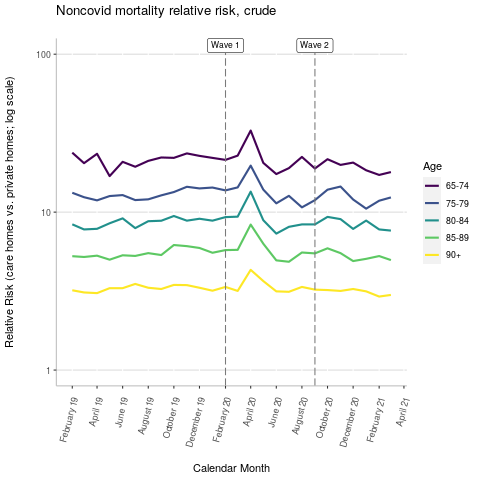 Noncovid mortality relative risk, crude
Relative Risk (care homes vs. private homes; log scale)
100
10
1
Wave 1
Wave 2
Age
65-74
75-79
80-84
85-89
90+
February 19
April 19
June 19
August 19
October 19
December 19
February 20
April 20
June 20
August 20
October 20
December 20
February 21
April 21
Calendar Month